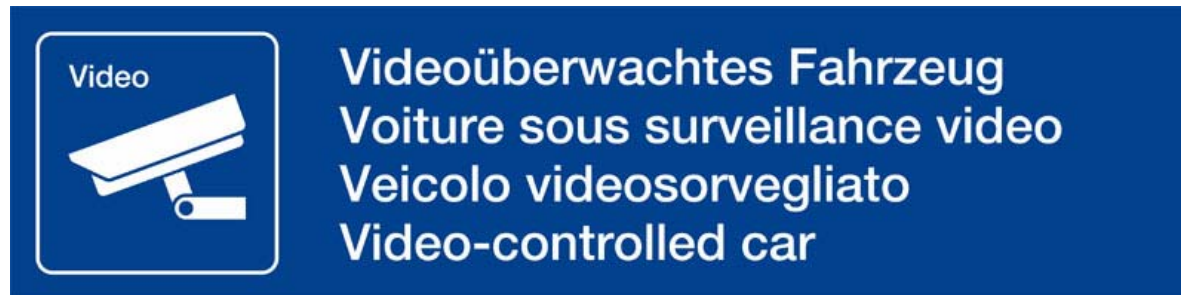 Video
Videoüberwachtes Fahrzeug
Voiture sous surveillance video
Veicolo videosorvegliato
Video-controlled car